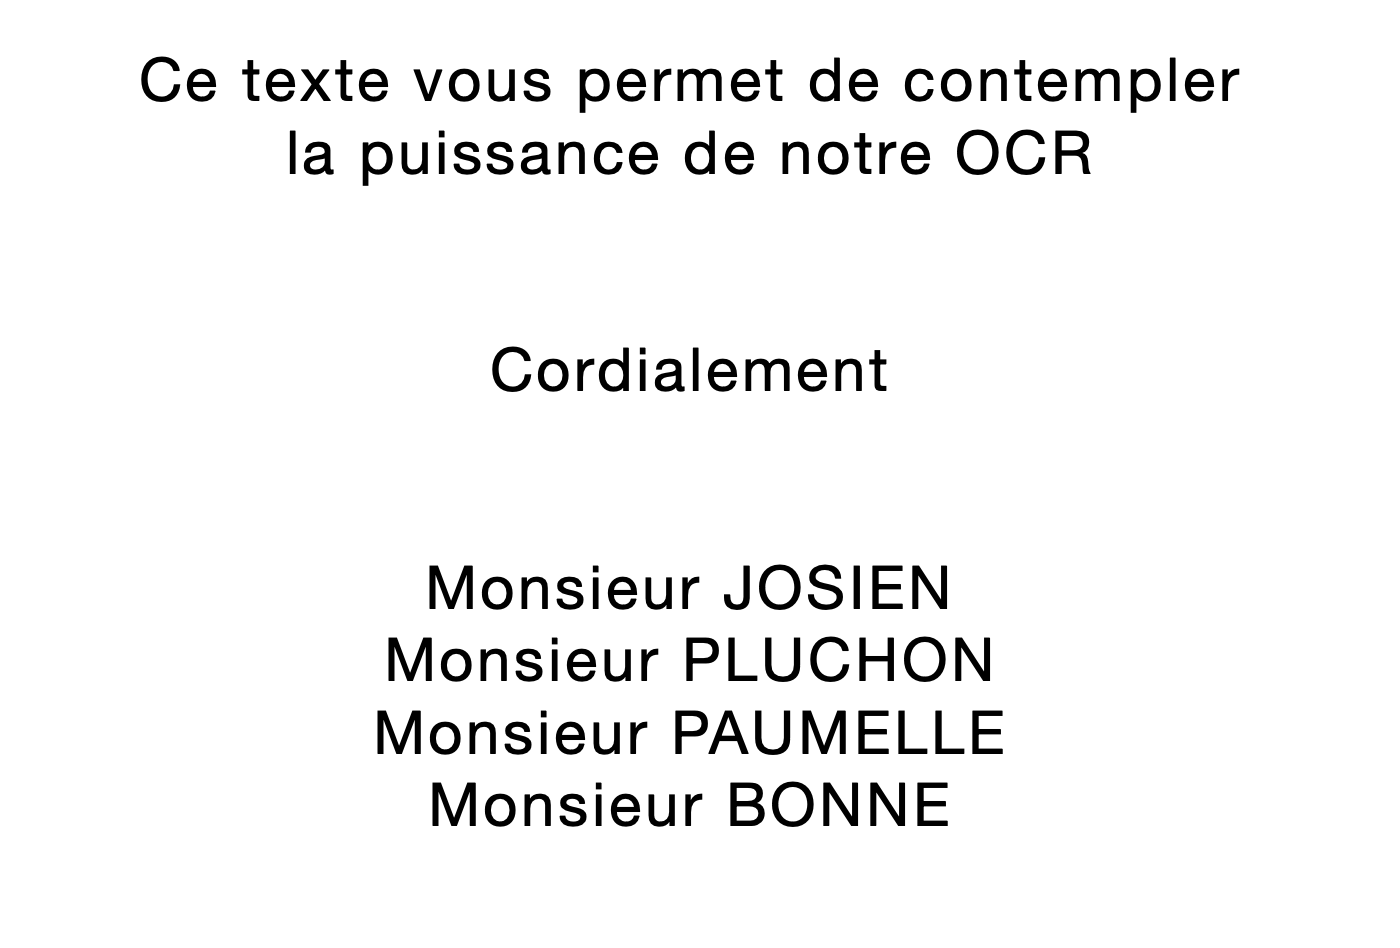 Ce texte vous permet de contempler
la puissance de notre OCR
Cordialement
Monsieur JOSIEN
Monsieur PLUCHON
Monsieur PAUMELLE
Monsieur BONNE